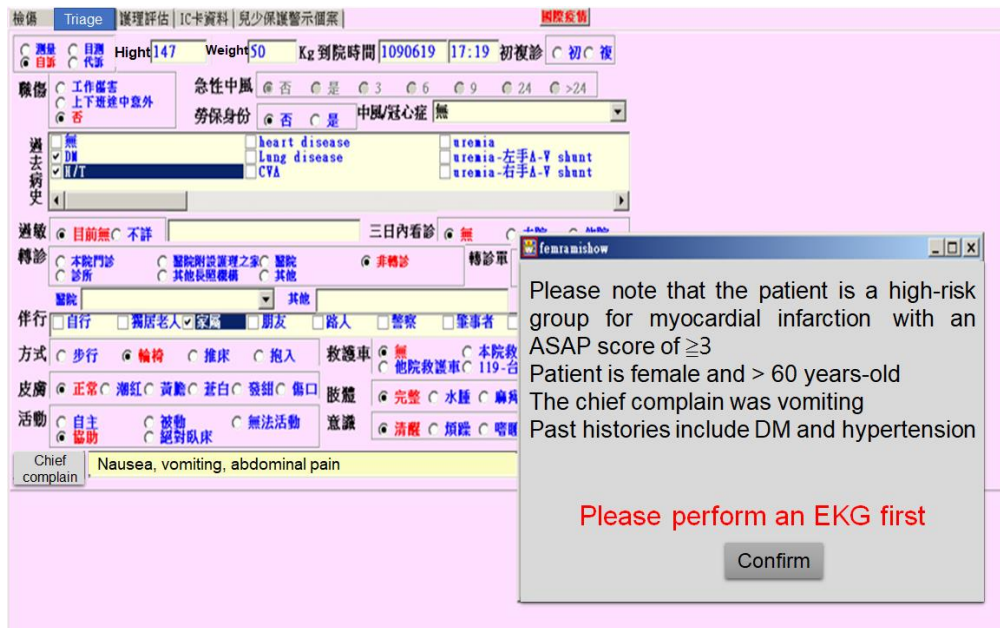 檢傷 Triage 護理評估 IC卡資料 兒少保護警示個案 國際疫情
測量 目測 Hight 147 Weight 50 Kg 到院時間 1090619 17:19 初複診 初 複
自訴 代訴
職傷 工作傷害 急性中風 否 是 3 6 9 24 >24
上下班途中意外
否 勞保身份 否 是 中風/冠心症 無
過去病史 無 heart disease uremia
DM Lung disease uremia-左手A-V shunt
H/T CVA uremia-右手A-V shunt
過敏 目前無 不詳 三日內看診 無
轉診 本院門診 醫院附設護理之家 醫院 非轉診 轉診單
診所 其他長照機構 其他
醫院 其他
伴行 自行 獨居老人 家屬 朋友 路人 警察 肇事者
方式 步行 輪椅 推床 抱入 救護車 無 本院救
他院救護車 119-台
皮膚 正常 潮紅 黃膽 蒼白 發紺 傷口 肢體 完整 水腫 麻
活動 自主 被動 無法活動 意識 清醒 煩躁 嗜睡
協助 絕對臥床
Chief complain Nausea, vomiting, abdominal pain
femramishow
Please note that the patient is a high-risk
group for myocardial infarction with an
ASAP score of ≧3
Patient is female and > 60 years-old
The chief complain was vomiting
Past histories include DM and hypertension
Please perform an EKG first
Confirm